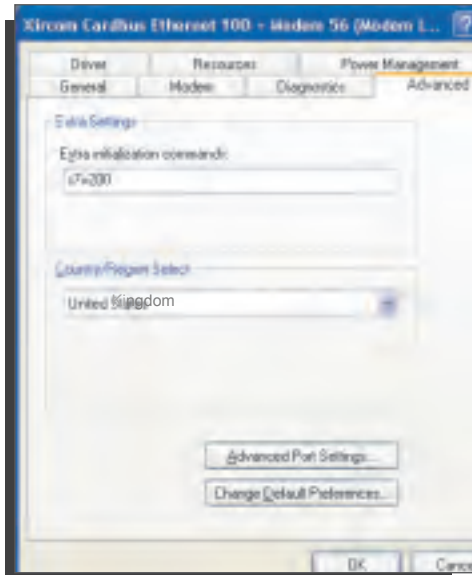 Xircom Cardbus Ethernet 100 + Modem 56 (Modem I...
Driver Resources Power Management
General Modem Diagnostics Advanced
Extra Settings
Extra initialization commands:
s7=200
Country/Region Select
United Kingdom
Advanced Port Settings...
Change Default Preferences...
OK Cance